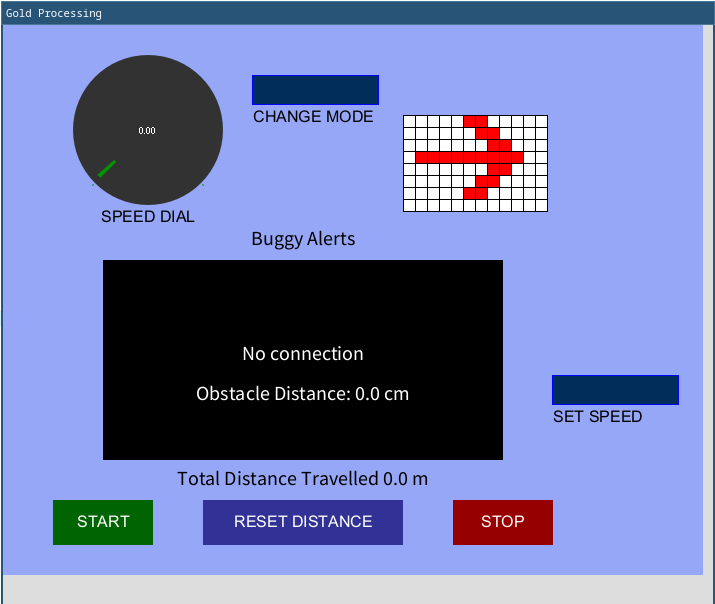 Gold Processing
0.00
CHANGE MODE
SPEED DIAL
Buggy Alerts
No connection
Obstacle Distance: 0.0 cm
SET SPEED
Total Distance Travelled 0.0 m
START
RESET DISTANCE
STOP